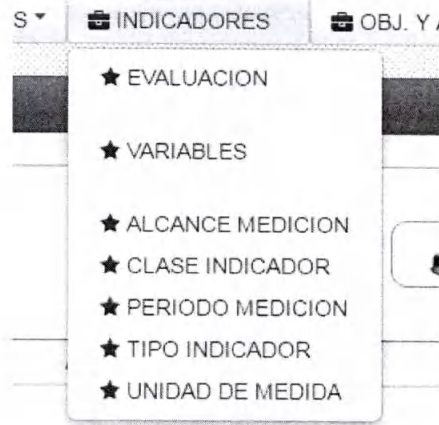 S INDICADORES OBJ. Y A
EVALUACION
VARIABLES
ALCANCE MEDICION
CLASE INDICADOR
PERIODO MEDICION
TIPO INDICADOR
UNIDAD DE MEDIDA